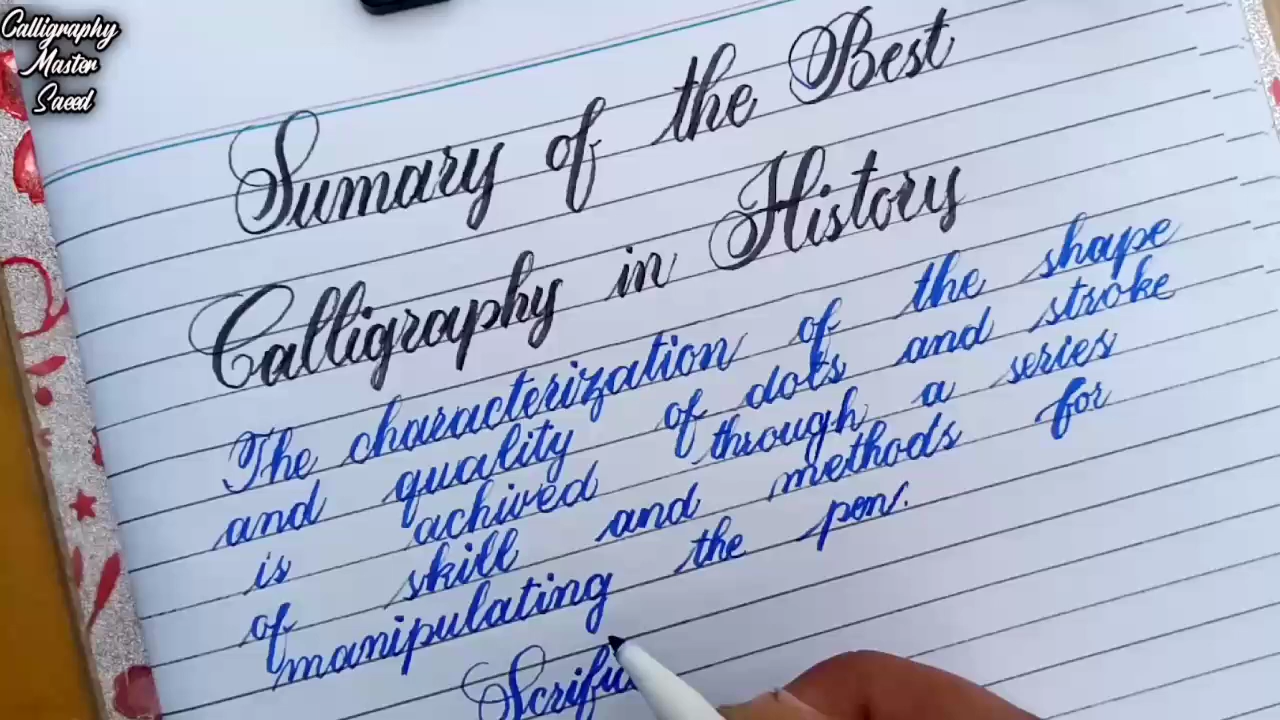 Calligraphy
Master
Saeed
Sumary of the Best
Calligraphy in History
The characterization of the shape
and quality of dots and stroke
is achived through a series
of skill and methods for
manipulating the pen.